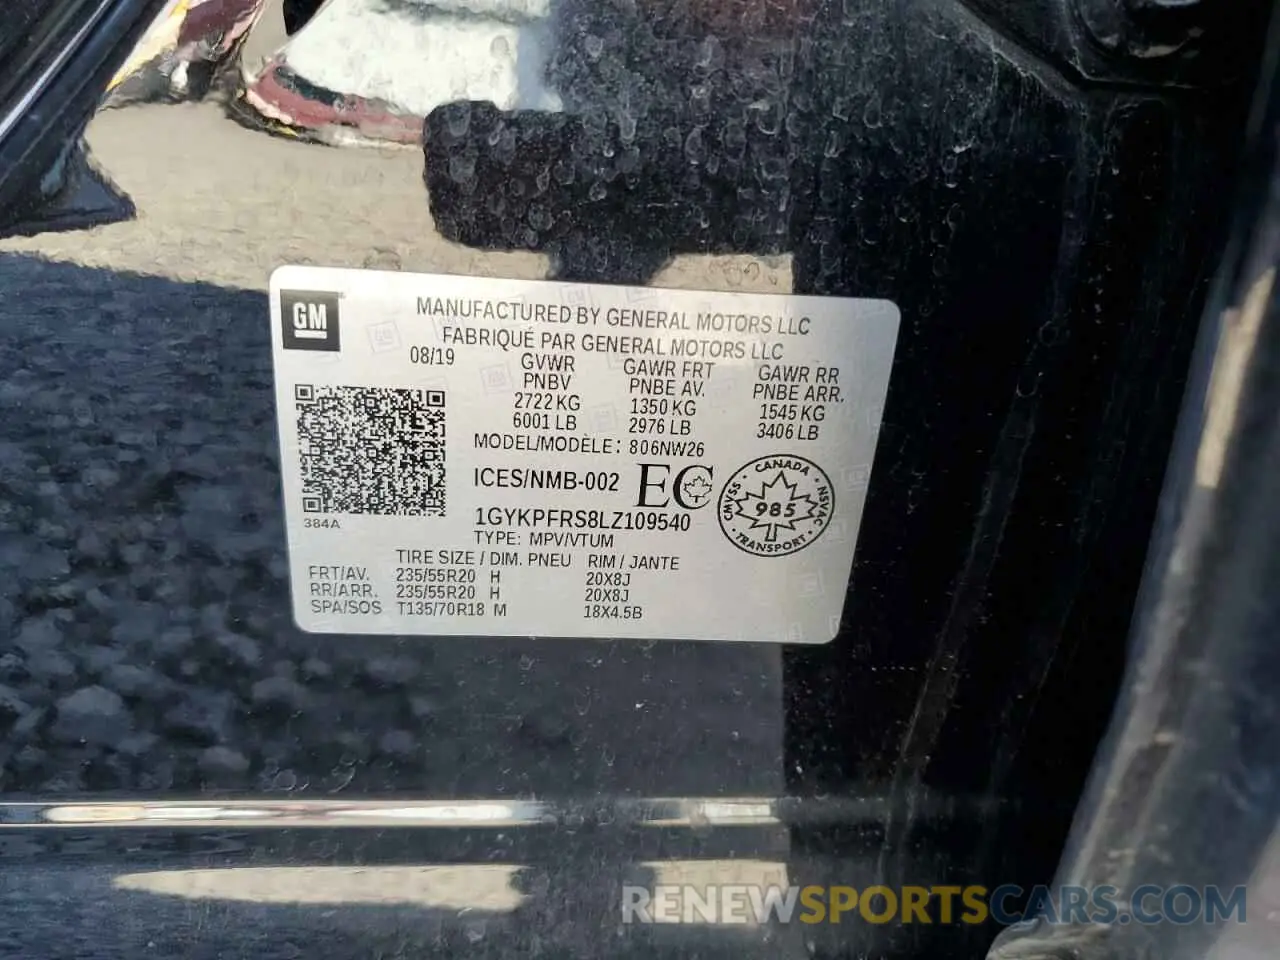 GM
MANUFACTURED BY GENERAL MOTORS LLC
FABRIQUÉ PAR GENERAL MOTORS LLC
08/19 GVWR GAWR FRT GAWR RR
PNBV PNBE AV. PNBE ARR.
2722 KG 1350 KG 1545 KG
6001 LB 2976 LB 3406 LB
MODEL/MODÈLE: 806NW26
ICES/NMB-002 EC
384A
1GYKPFRS8LZ109540
TYPE: MPV/VTUM
CANADA
CMVSS 985 NSVAC
TRANSPORT
TIRE SIZE / DIM. PNEU RIM / JANTE
FRT/AV. 235/55R20 H 20X8J
RR/ARR. 235/55R20 H 20X8J
SPA/SOS T135/70R18 M 18X4.5B
RENEWSPORTSCARS.COM